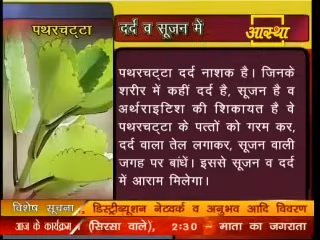 पथरचट्टा
दर्द व सूजन में
आस्था
पथरचट्टा दर्द नाशक है। जिनके
शरीर में कहीं दर्द है, सूजन है व
अर्थराइटिश की शिकायत है वे
पथरचट्टा के पत्तों को गरम कर,
दर्द वाला तेल लगाकर, सूजन वाली
जगह पर बांधें। इससे सूजन व दर्द
में आराम मिलेगा।
विशेष सूचना : डिस्ट्रीब्यूशन नेटवर्क व अनुभव आदि विवरण
आज के कार्यक्रम (सिरसा वाले), 2:30 - माता का जगराता